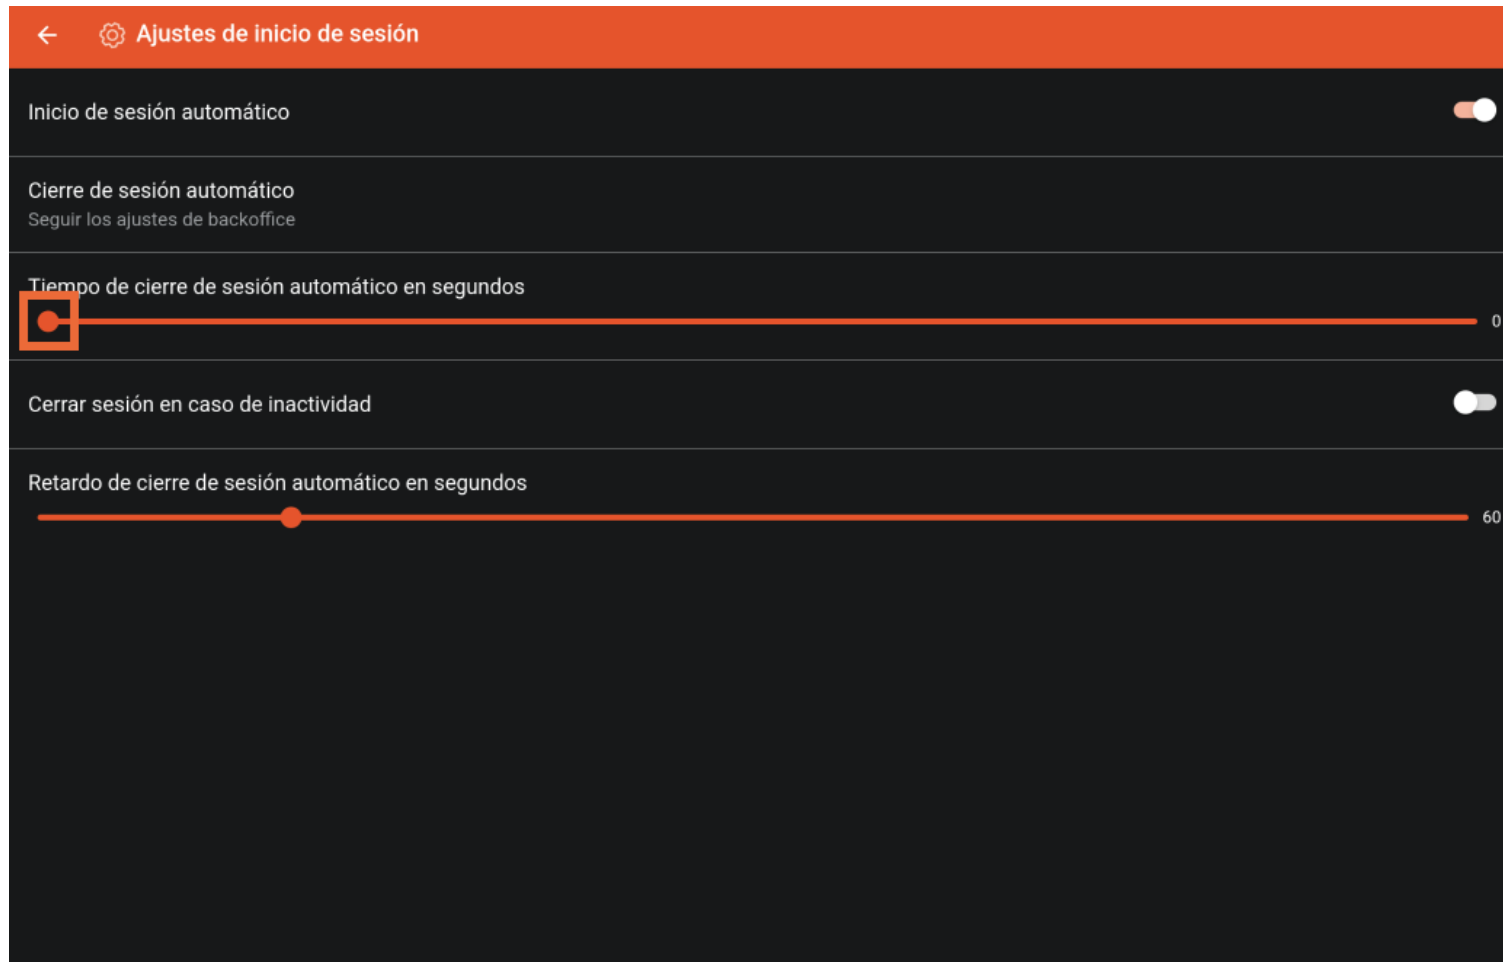 Ajustes de inicio de sesión
Inicio de sesión automático
Cierre de sesión automático
Seguir los ajustes de backoffice
Tiempo de cierre de sesión automático en segundos
0
Cerrar sesión en caso de inactividad
Retardo de cierre de sesión automático en segundos
60